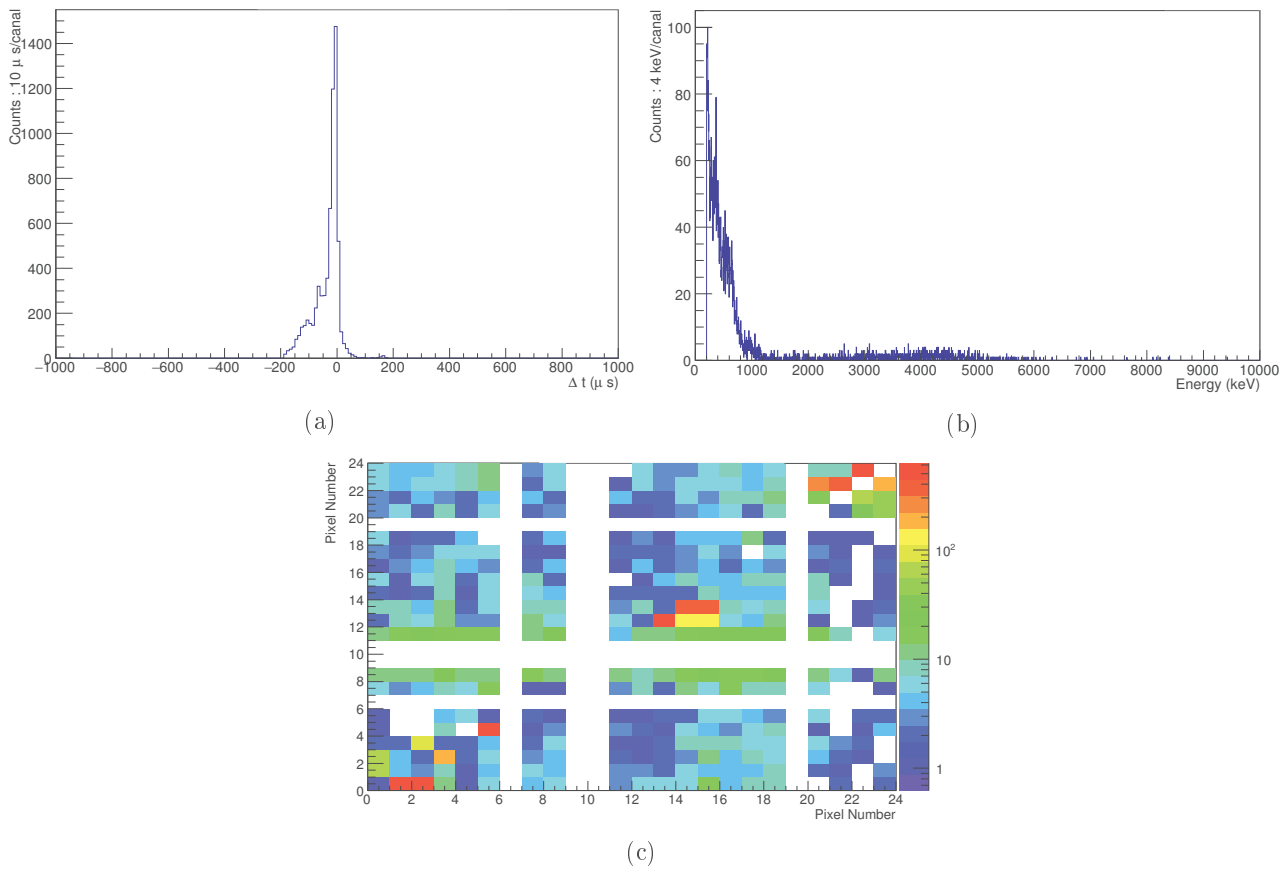 Counts : 10 μ s/canal
1400
1200
1000
800
600
400
200
0
−1000 −800 −600 −400 −200 0 200 400 600 800 1000
Δ t (μ s)
(a)
Counts : 4 keV/canal
100
80
60
40
20
0
0 1000 2000 3000 4000 5000 6000 7000 8000 9000 10000
Energy (keV)
(b)
Pixel Number
24
22
20
18
16
14
12
10
8
6
4
2
0
0 2 4 6 8 10 12 14 16 18 20 22 24
Pixel Number
10²
10
1
(c)